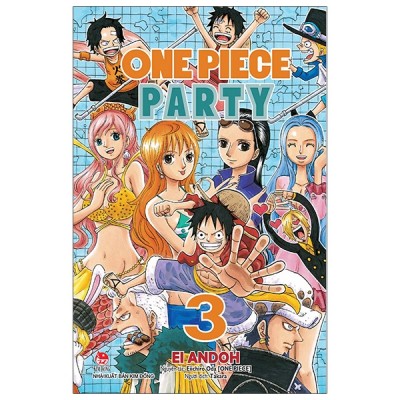 ONE PIECE
PARTY
3
EI ANDOH
Nguyên tác: Eiichiro Oda [ONE PIECE]
Người dịch: Takara
NHÀ XUẤT BẢN KIM ĐỒNG